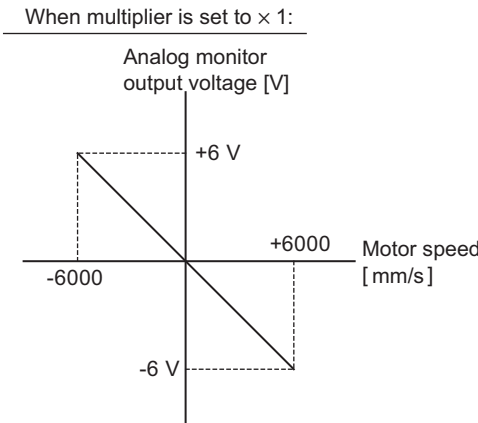 When multiplier is set to × 1:
Analog monitor
output voltage [V]
+6 V
+6000
Motor speed
[ mm/s ]
-6000
-6 V